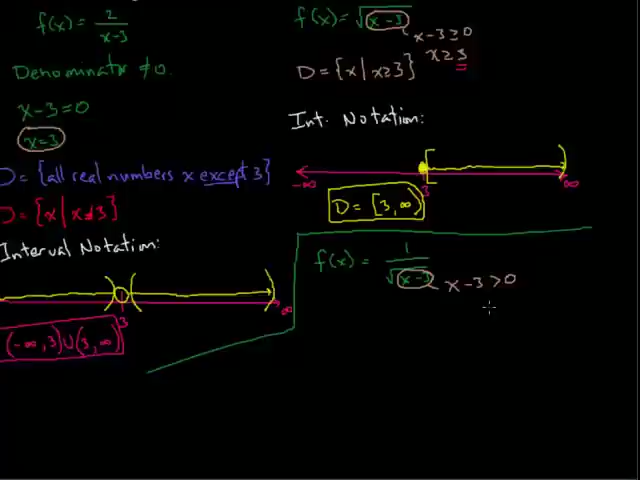 f(x) = 2/(x-3)
Denominator ≠0.
x-3=0
x=3
D={all real numbers x except 3}
D={x | x≠3}
Interval Notation:
3
∞
(-∞,3)∪(3,∞)
f(x) = √(x-3)
x-3≥0
x≥3
D={x | x≥3}
Int. Notation:
-∞ 3 ∞
D=[3,∞)
f(x) = 1/√(x-3)
x-3>0